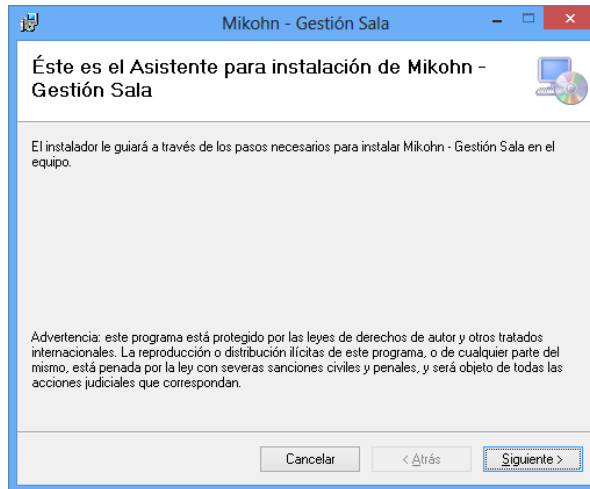 Mikohn - Gestión Sala
Éste es el Asistente para instalación de Mikohn -
Gestión Sala
El instalador le guiará a través de los pasos necesarios para instalar Mikohn - Gestión Sala en el
equipo.
Advertencia: este programa está protegido por las leyes de derechos de autor y otros tratados
internacionales. La reproducción o distribución ilícitas de este programa, o de cualquier parte del
mismo, está penada por la ley con severas sanciones civiles y penales, y será objeto de todas las
acciones judiciales que correspondan.
Cancelar
< Atrás
Siguiente >